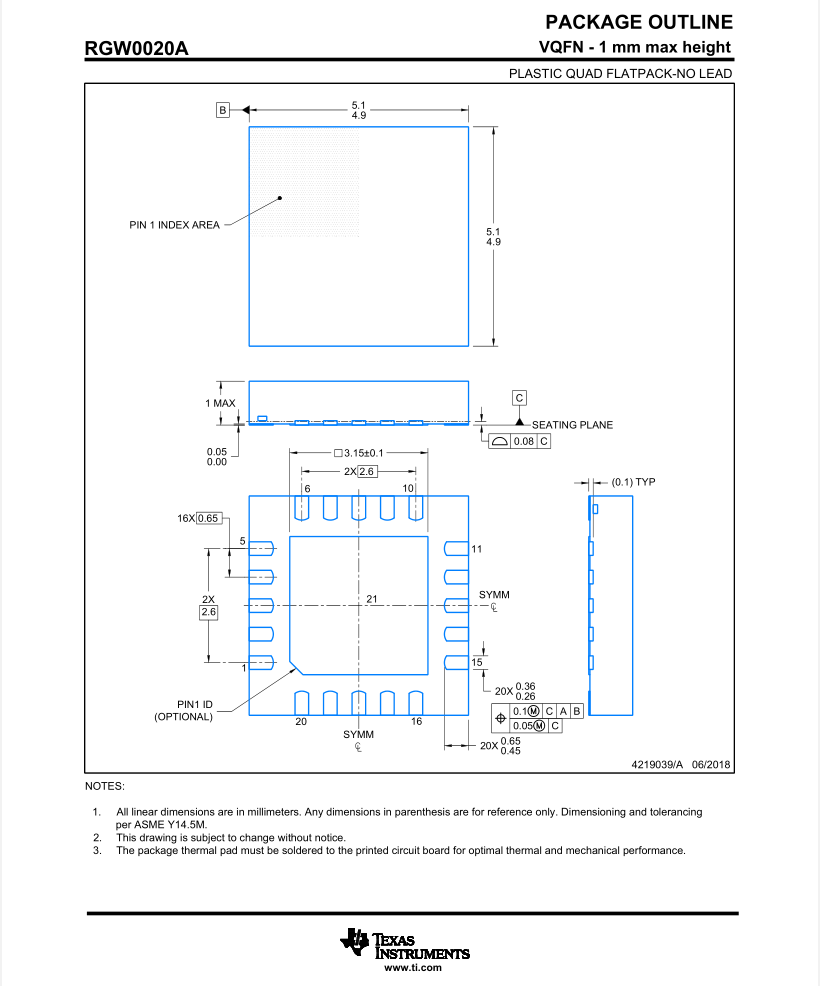 PACKAGE OUTLINE
RGW0020A
VQFN - 1 mm max height
PLASTIC QUAD FLATPACK-NO LEAD
B
5.1
4.9
PIN 1 INDEX AREA
5.1
4.9
1 MAX
C
SEATING PLANE
0.08 C
0.05
0.00
□3.15±0.1
2X 2.6
6
10
(0.1) TYP
16X 0.65
5
11
2X
2.6
21
SYMM
℄
1
15
PIN1 ID
(OPTIONAL)
20X 0.36
0.26
0.1Ⓜ C A B
0.05Ⓜ C
20
16
SYMM
℄
20X 0.65
0.45
4219039/A 06/2018
NOTES:
1. All linear dimensions are in millimeters. Any dimensions in parenthesis are for reference only. Dimensioning and tolerancing
per ASME Y14.5M.
2. This drawing is subject to change without notice.
3. The package thermal pad must be soldered to the printed circuit board for optimal thermal and mechanical performance.
TEXAS
INSTRUMENTS
www.ti.com